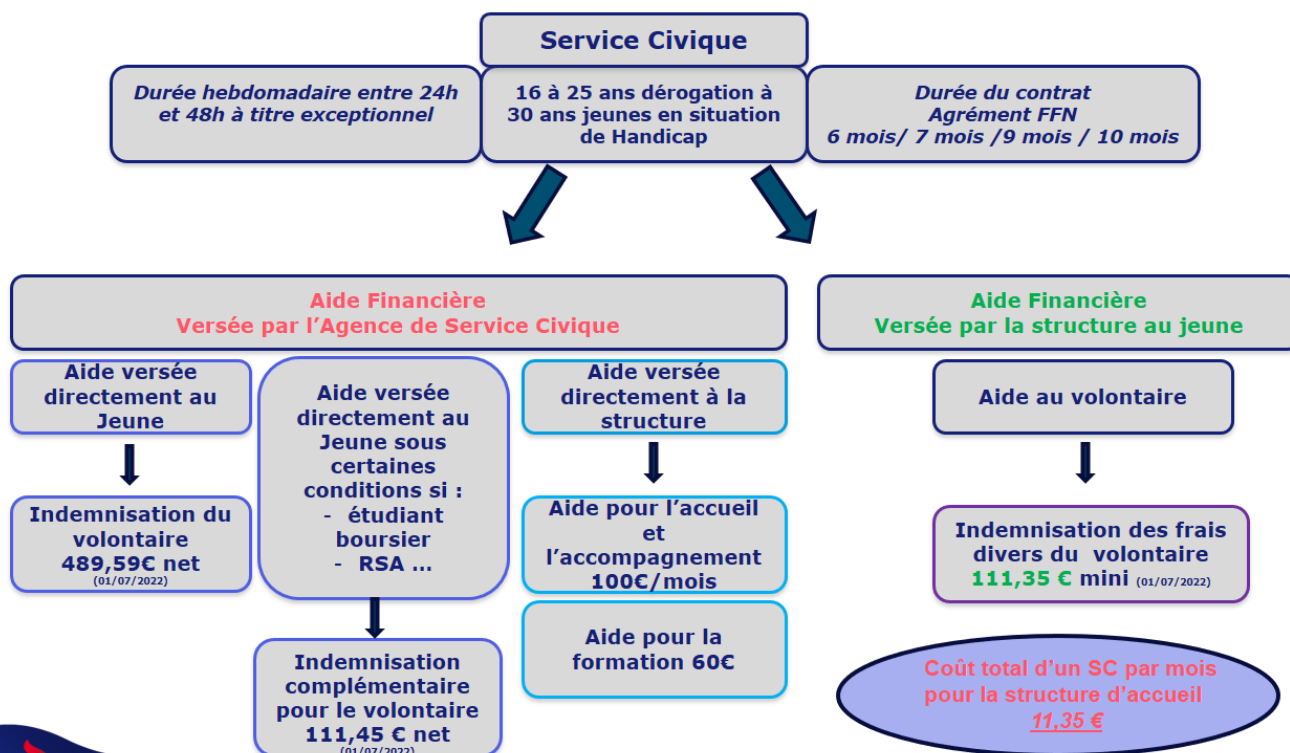 Service Civique
Durée hebdomadaire entre 24h
et 48h à titre exceptionnel
16 à 25 ans dérogation à
30 ans jeunes en situation
de Handicap
Durée du contrat
Agrément FFN
6 mois/ 7 mois /9 mois / 10 mois
Aide Financière
Versée par l'Agence de Service Civique
Aide Financière
Versée par la structure au jeune
Aide versée
directement au
Jeune
Indemnisation du
volontaire
489,59€ net
(01/07/2022)
Aide versée
directement au
Jeune sous
certaines
conditions si :
- étudiant
boursier
- RSA ...
Indemnisation
complémentaire
pour le volontaire
111,45 € net
(01/07/2022)
Aide versée
directement à la
structure
Aide pour l'accueil
et
l'accompagnement
100€/mois
Aide pour la
formation 60€
Aide au volontaire
Indemnisation des frais
divers du volontaire
111,35 € mini (01/07/2022)
Coût total d'un SC par mois
pour la structure d'accueil
11,35 €